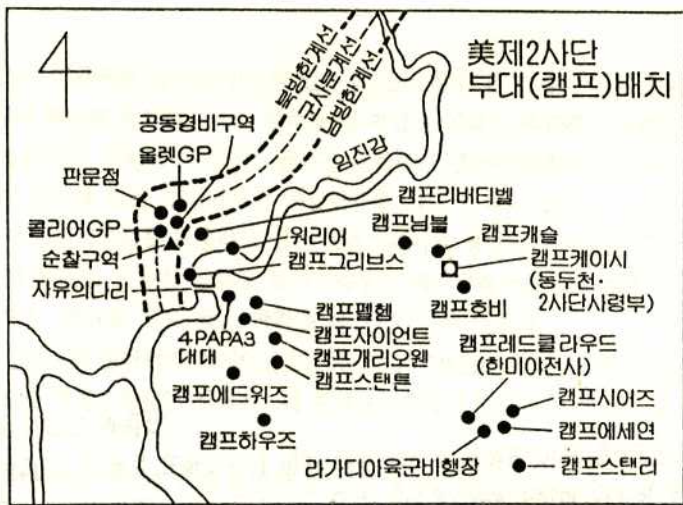 美제2사단
부대(캠프)배치
북방한계선
군사분계선
남방한계선
임진강
공동경비구역
올렛GP
판문점
콜리어GP
순찰구역
자유의다리
캠프리버티벨
워리어
캠프그리브스
캠프님블
캠프캐슬
캠프케이시
(동두천·
2사단사령부)
캠프호비
4PAPA3
대대
캠프펠헴
캠프자이언트
캠프개리오웬
캠프스탠튼
캠프에드워즈
캠프하우즈
캠프레드클라우드
(한미야전사)
캠프시어즈
캠프에세연
라가디아육군비행장
캠프스탠리